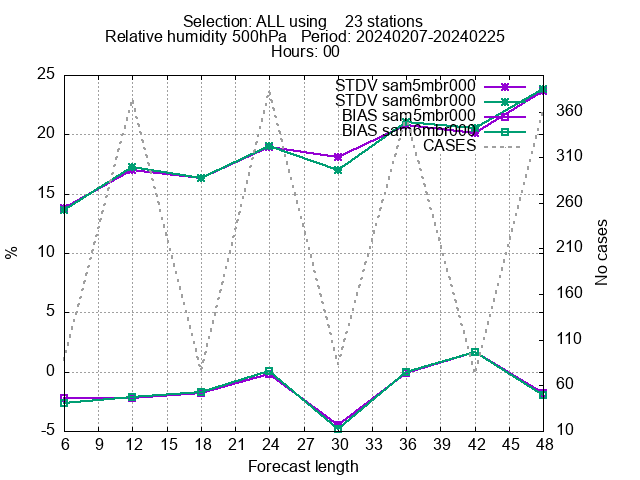 Selection: ALL using 23 stations
Relative humidity 500hPa Period: 20240207-20240225
Hours: 00
STDV sam5mbr000
STDV sam6mbr000
BIAS sam5mbr000
BIAS sam6mbr000
CASES
25
20
15
10
5
0
-5
%
360
310
260
210
160
110
60
10
No cases
6 9 12 15 18 21 24 27 30 33 36 39 42 45 48
Forecast length